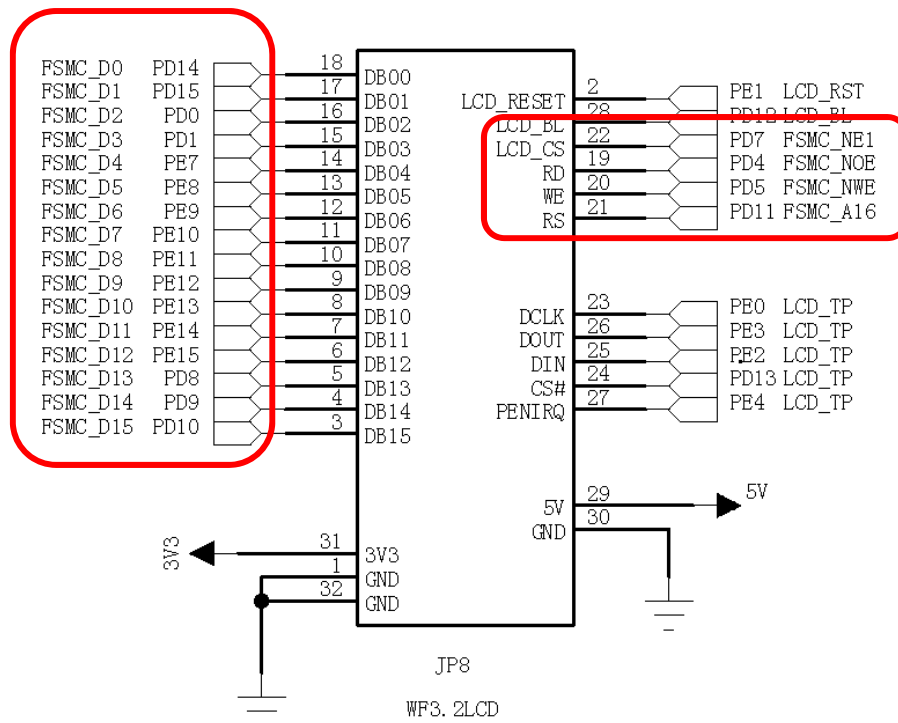 FSMC_D0 PD14 18 DB00
FSMC_D1 PD15 17 DB01
FSMC_D2 PD0 16 DB02
FSMC_D3 PD1 15 DB03
FSMC_D4 PE7 14 DB04
FSMC_D5 PE8 13 DB05
FSMC_D6 PE9 12 DB06
FSMC_D7 PE10 11 DB07
FSMC_D8 PE11 10 DB08
FSMC_D9 PE12 9 DB09
FSMC_D10 PE13 8 DB10
FSMC_D11 PE14 7 DB11
FSMC_D12 PE15 6 DB12
FSMC_D13 PD8 5 DB13
FSMC_D14 PD9 4 DB14
FSMC_D15 PD10 3 DB15
3V3 31 3V3
1 GND
32 GND
LCD_RESET 2 PE1 LCD_RST
LCD_BL 28 PD12 LCD_BL
LCD_CS 22 PD7 FSMC_NE1
RD 19 PD4 FSMC_NOE
WE 20 PD5 FSMC_NWE
RS 21 PD11 FSMC_A16
DCLK 23 PE0 LCD_TP
DOUT 26 PE3 LCD_TP
DIN 25 PE2 LCD_TP
CS# 24 PD13 LCD_TP
PENIRQ 27 PE4 LCD_TP
5V 29 5V
GND 30
JP8
WF3.2LCD